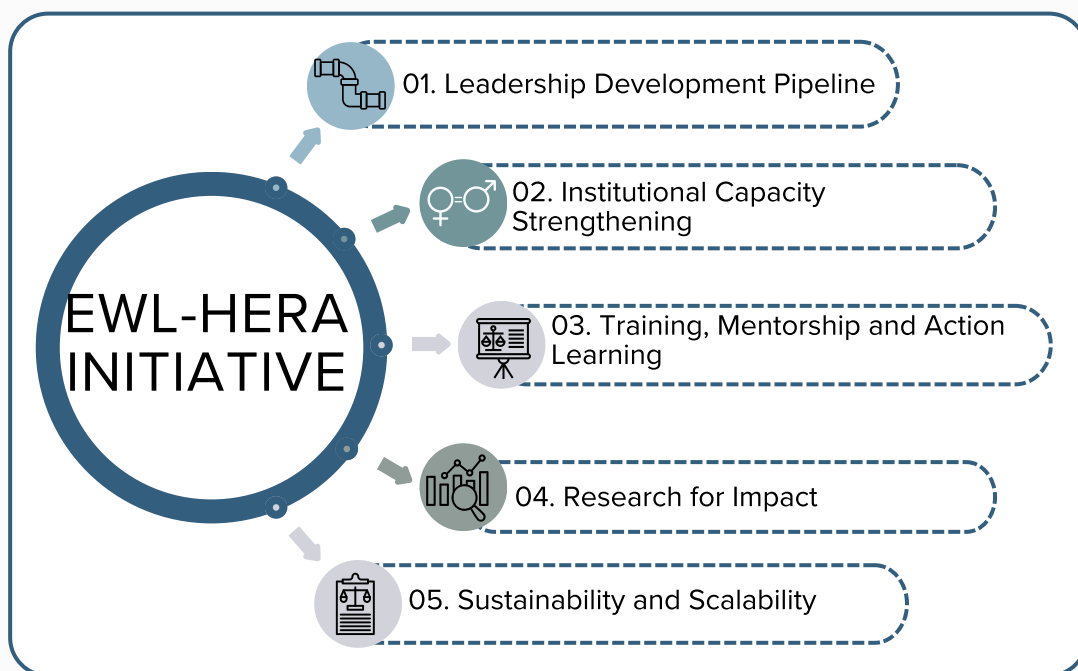 01. Leadership Development Pipeline
02. Institutional Capacity
Strengthening
EWL-HERA
INITIATIVE
03. Training, Mentorship and Action
Learning
04. Research for Impact
05. Sustainability and Scalability